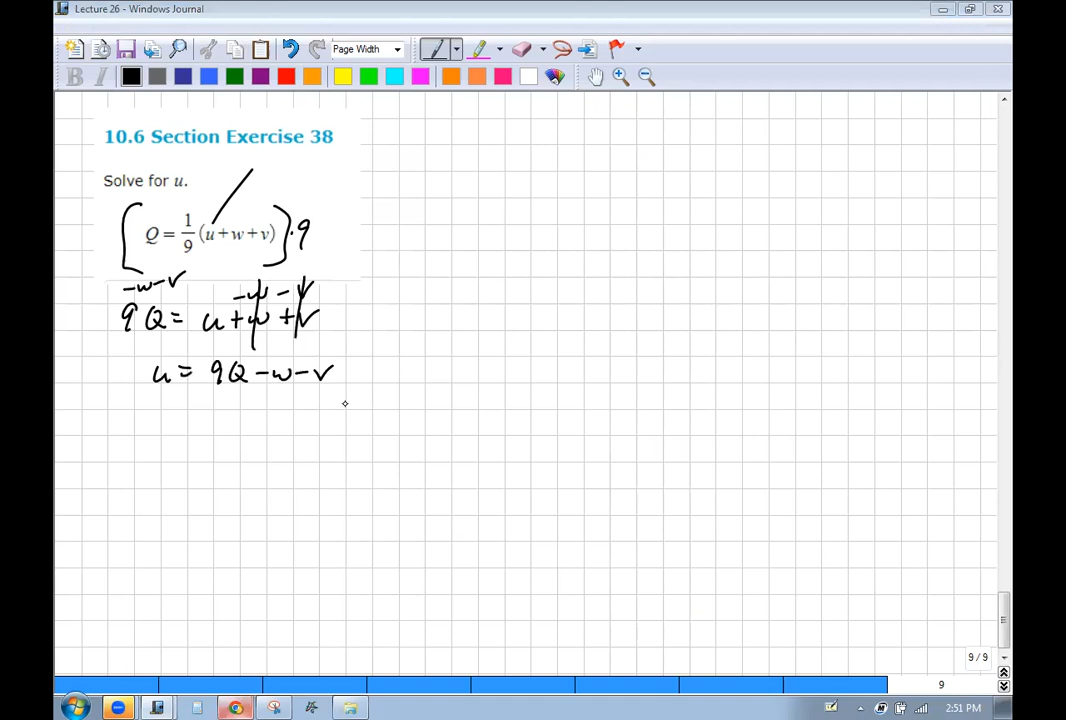 Lecture 26 - Windows Journal
Page Width
10.6 Section Exercise 38
Solve for u.
[Q = 1/9 (u + w + v)] · 9
-w - v -w - v
9Q = u + w + v
u = 9Q - w - v
9 / 9
9
2:51 PM